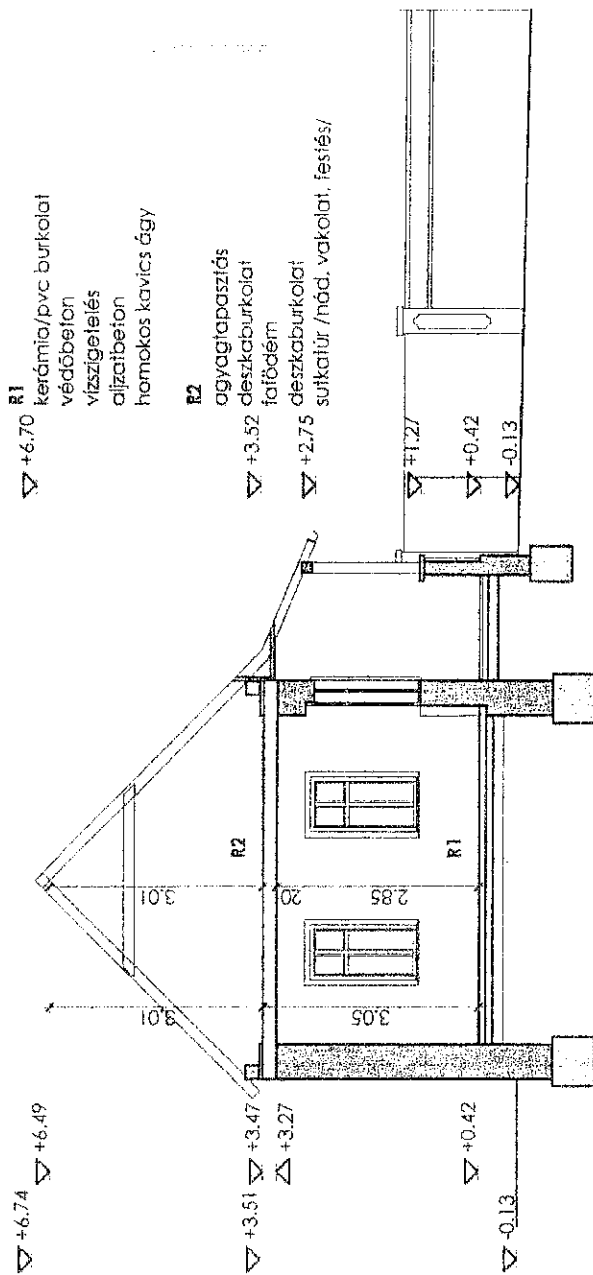 +6.74
+6.49
+3.51
+3.47
+3.27
+0.42
-0.13
3.01
3.05
3.01
20
2.85
R2
R1
+6.70
R1
kerámia/pvc burkolat
védőbeton
vízszigetelés
aljzatbeton
homokos kavics ágy
R2
agyagtapasztás
deszkaburkolat
fafödém
deszkaburkolat
sutkatúr /nád, vakolat, festés/
+3.52
+2.75
+1.27
+0.42
-0.13